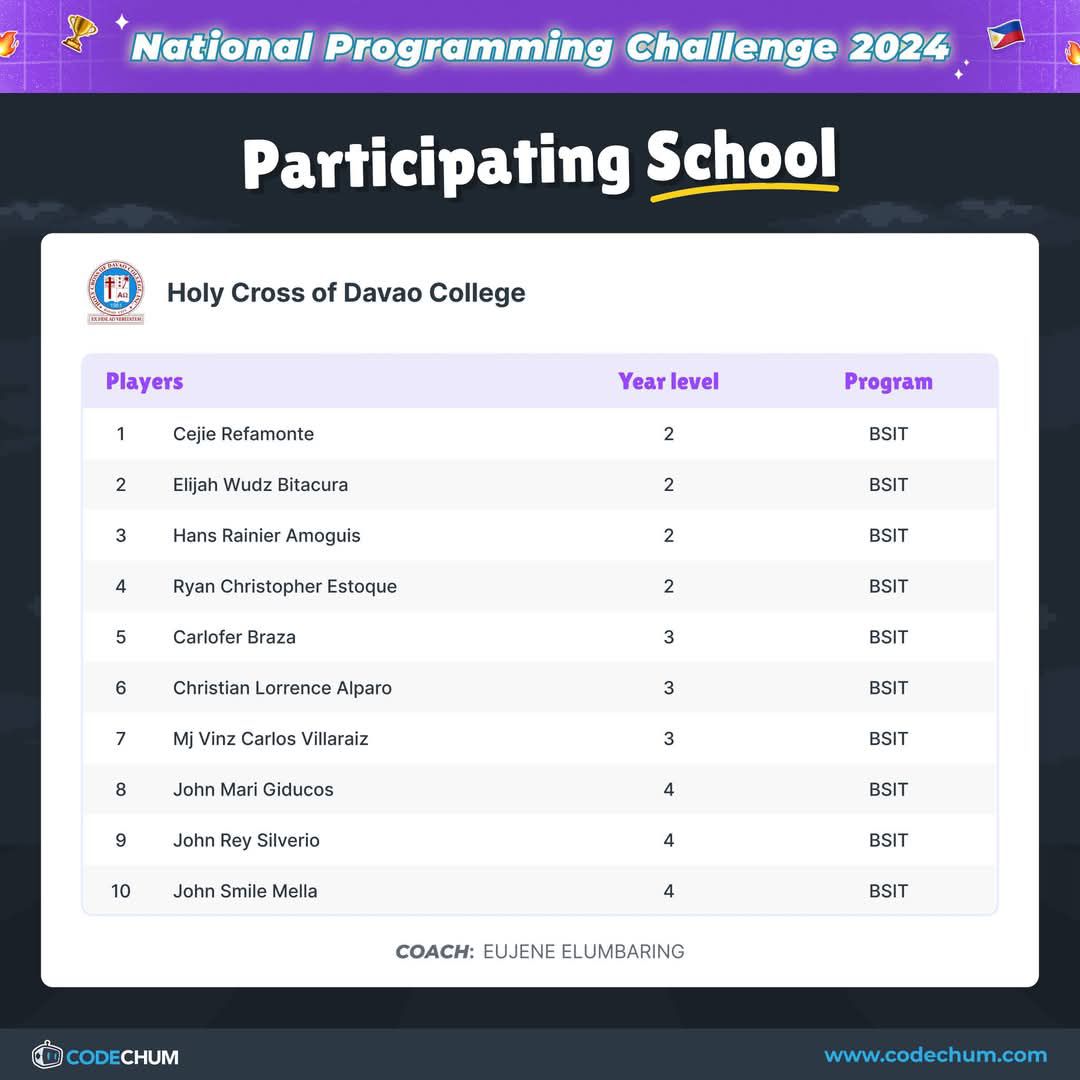 National Programming Challenge 2024
Participating School
Holy Cross of Davao College
Players Year level Program
1 Cejie Refamonte 2 BSIT
2 Elijah Wudz Bitacura 2 BSIT
3 Hans Rainier Amoguis 2 BSIT
4 Ryan Christopher Estoque 2 BSIT
5 Carlofer Braza 3 BSIT
6 Christian Lorrence Alparo 3 BSIT
7 Mj Vinz Carlos Villaraiz 3 BSIT
8 John Mari Giducos 4 BSIT
9 John Rey Silverio 4 BSIT
10 John Smile Mella 4 BSIT
COACH: EUJENE ELUMBARING
CODECHUM www.codechum.com